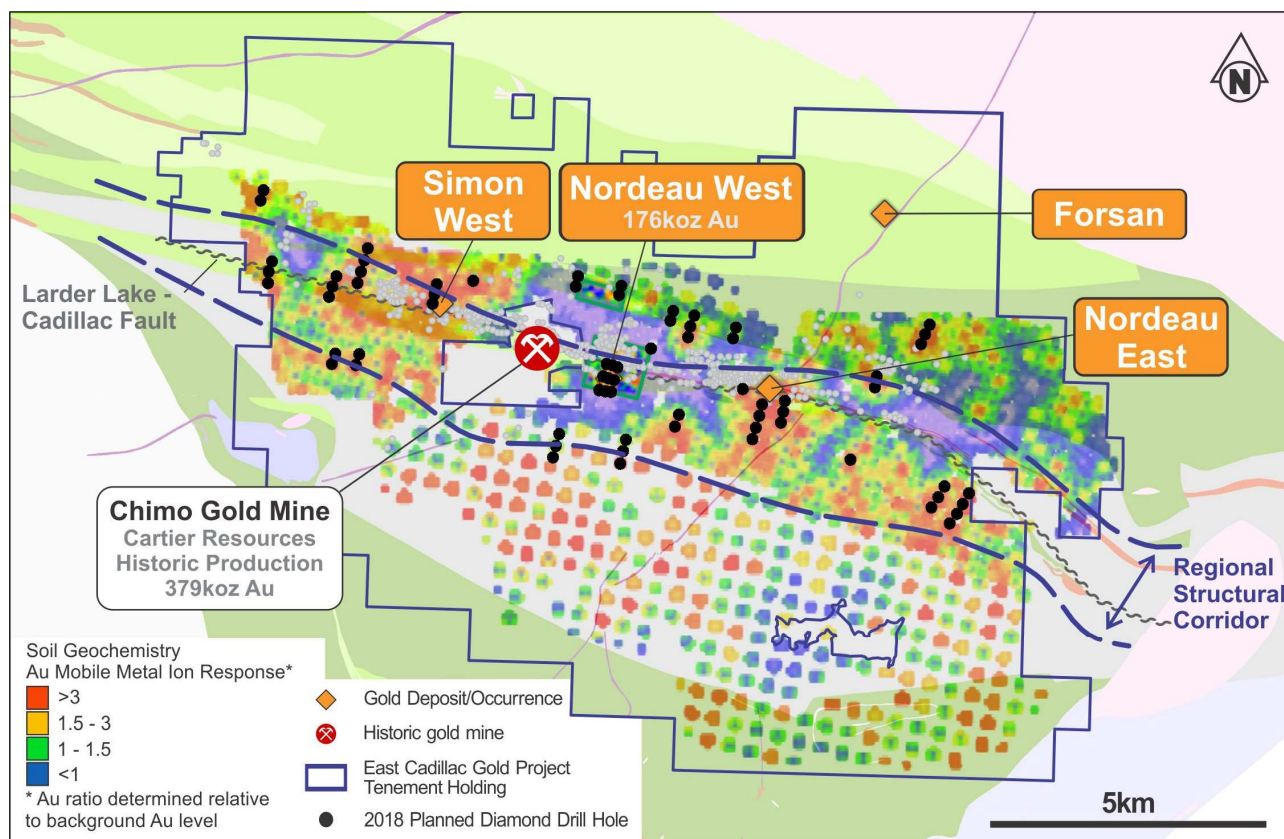 N
Simon
West
Nordeau West
176koz Au
Forsan
Larder Lake -
Cadillac Fault
Nordeau
East
Chimo Gold Mine
Cartier Resources
Historic Production
379koz Au
Regional
Structural
Corridor
Soil Geochemistry
Au Mobile Metal Ion Response*
>3
1.5 - 3
1 - 1.5
<1
* Au ratio determined relative
to background Au level
Gold Deposit/Occurrence
Historic gold mine
East Cadillac Gold Project
Tenement Holding
2018 Planned Diamond Drill Hole
5km